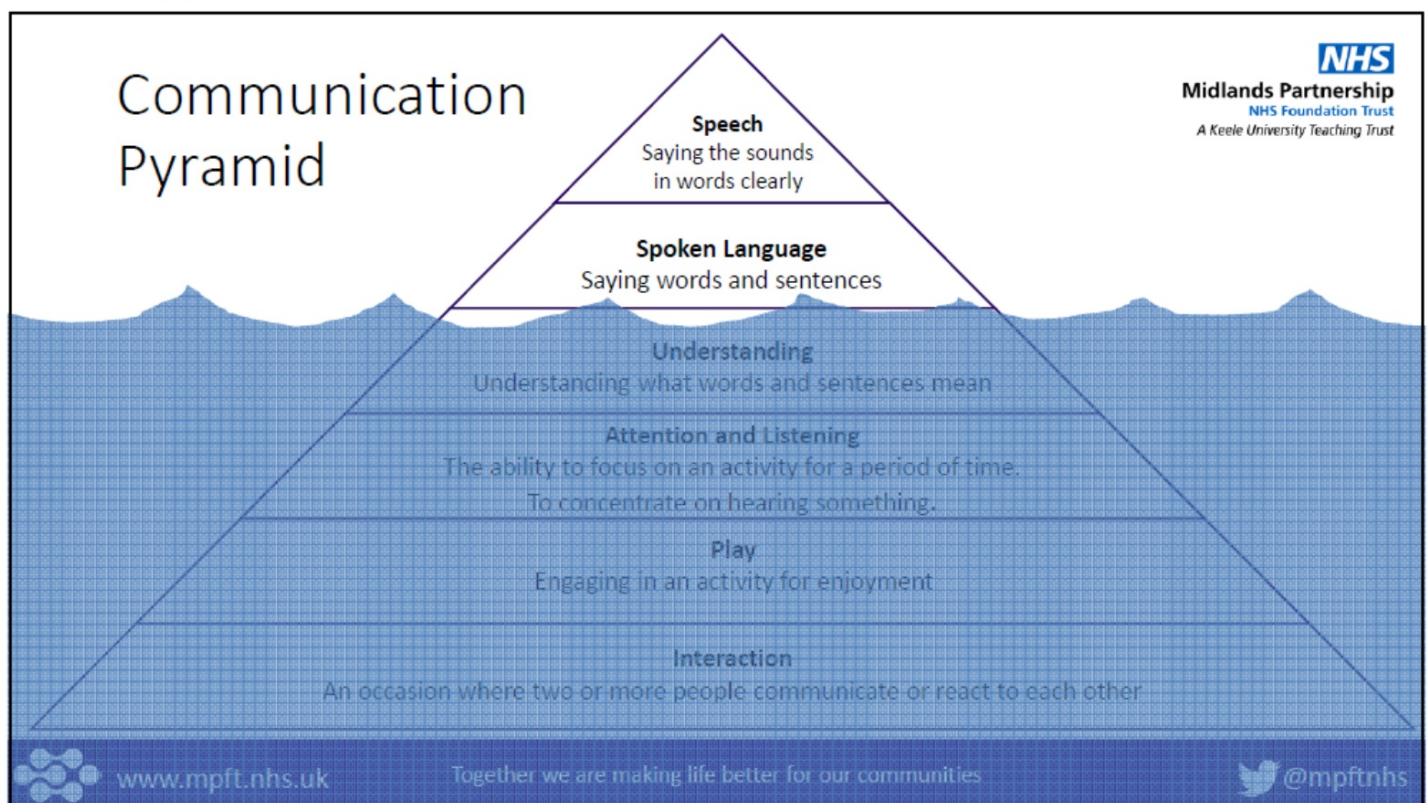 Communication
Pyramid
NHS
Midlands Partnership
NHS Foundation Trust
A Keele University Teaching Trust
Speech
Saying the sounds
in words clearly
Spoken Language
Saying words and sentences
Understanding
Understanding what words and sentences mean
Attention and Listening
The ability to focus on an activity for a period of time.
To concentrate on hearing something.
Play
Engaging in an activity for enjoyment
Interaction
An occasion where two or more people communicate or react to each other
www.mpft.nhs.uk
Together we are making life better for our communities
@mpftnhs